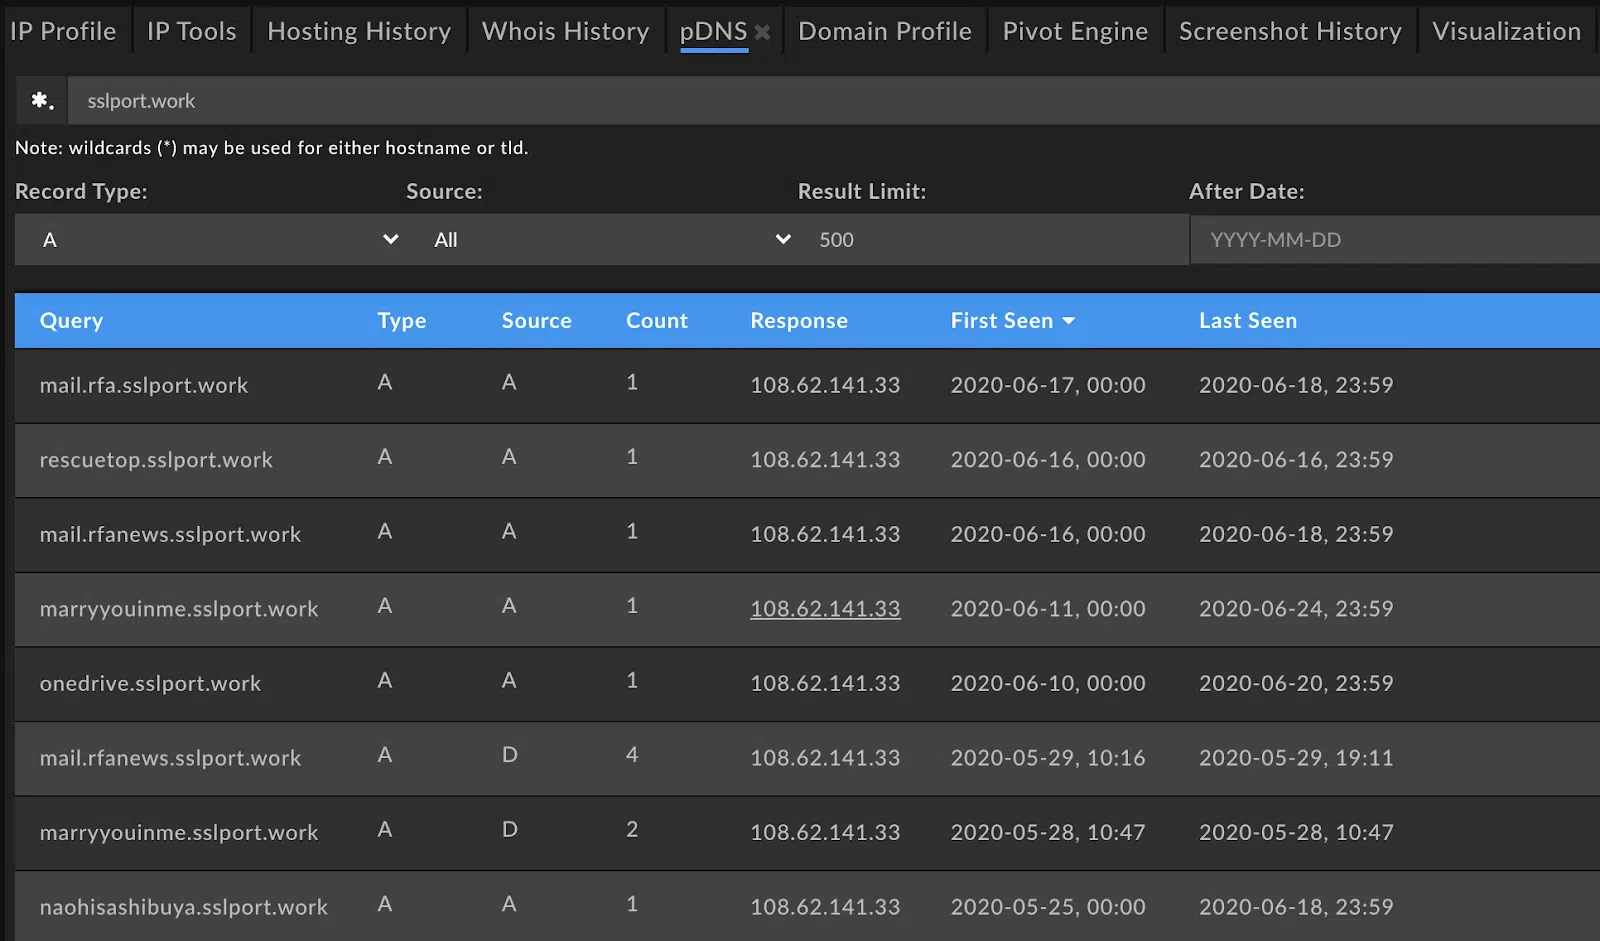 IP Profile IP Tools Hosting History Whois History pDNS Domain Profile Pivot Engine Screenshot History Visualization
*. sslport.work
Note: wildcards (*) may be used for either hostname or tld.
Record Type: Source: Result Limit: After Date:
A All 500 YYYY-MM-DD
Query Type Source Count Response First Seen Last Seen
mail.rfa.sslport.work A A 1 108.62.141.33 2020-06-17, 00:00 2020-06-18, 23:59
rescuetop.sslport.work A A 1 108.62.141.33 2020-06-16, 00:00 2020-06-16, 23:59
mail.rfanews.sslport.work A A 1 108.62.141.33 2020-06-16, 00:00 2020-06-18, 23:59
marryyouinme.sslport.work A A 1 108.62.141.33 2020-06-11, 00:00 2020-06-24, 23:59
onedrive.sslport.work A A 1 108.62.141.33 2020-06-10, 00:00 2020-06-20, 23:59
mail.rfanews.sslport.work A D 4 108.62.141.33 2020-05-29, 10:16 2020-05-29, 19:11
marryyouinme.sslport.work A D 2 108.62.141.33 2020-05-28, 10:47 2020-05-28, 10:47
naohisashibuya.sslport.work A A 1 108.62.141.33 2020-05-25, 00:00 2020-06-18, 23:59